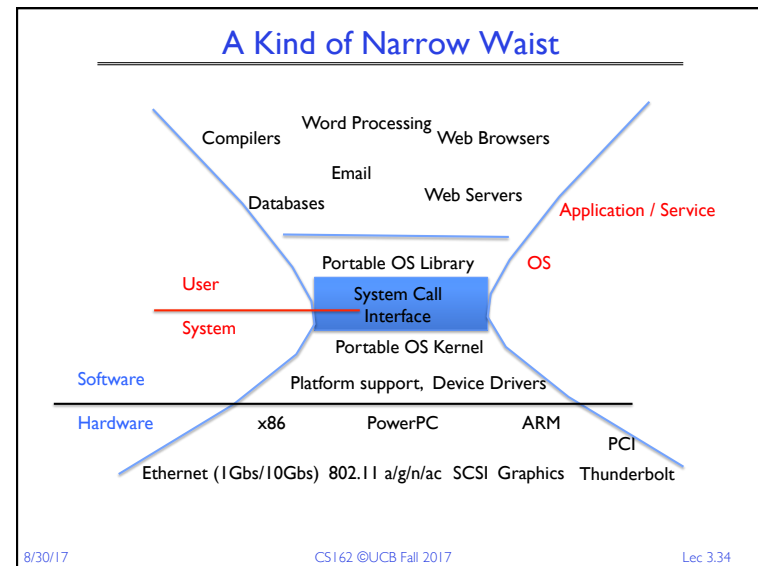 A Kind of Narrow Waist
Compilers
Word Processing
Web Browsers
Email
Databases
Web Servers
Application / Service
Portable OS Library
OS
User
System Call
Interface
System
Portable OS Kernel
Software
Platform support, Device Drivers
Hardware
x86
PowerPC
ARM
PCI
Ethernet (1Gbs/10Gbs)
802.11 a/g/n/ac
SCSI
Graphics
Thunderbolt
8/30/17
CS162 ©UCB Fall 2017
Lec 3.34